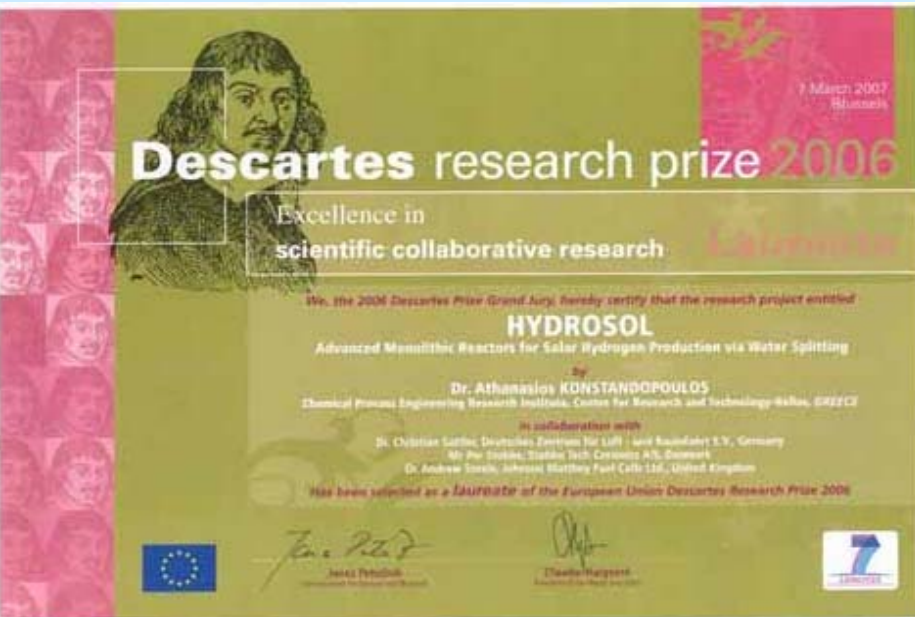 7 March 2007
Brussels
Descartes research prize 2006
Excellence in
scientific collaborative research
Laureate
We, the 2006 Descartes Prize Grand Jury, hereby certify that the research project entitled
HYDROSOL
Advanced Monolithic Reactors for Solar Hydrogen Production via Water Splitting
by
Dr. Athanasios KONSTANDOPOULOS
Chemical Process Engineering Research Institute, Centre for Research and Technology-Hellas, GREECE
in collaboration with
Dr. Christian Sattler, Deutsches Zentrum für Luft - und Raumfahrt E.V., Germany
Mr Per Stobbe, Stobbe Tech Ceramics A/S, Denmark
Dr. Andrew Steele, Johnson Matthey Fuel Cells Ltd., United Kingdom
Has been selected as a laureate of the European Union Descartes Research Prize 2006
Janez Potočnik
7